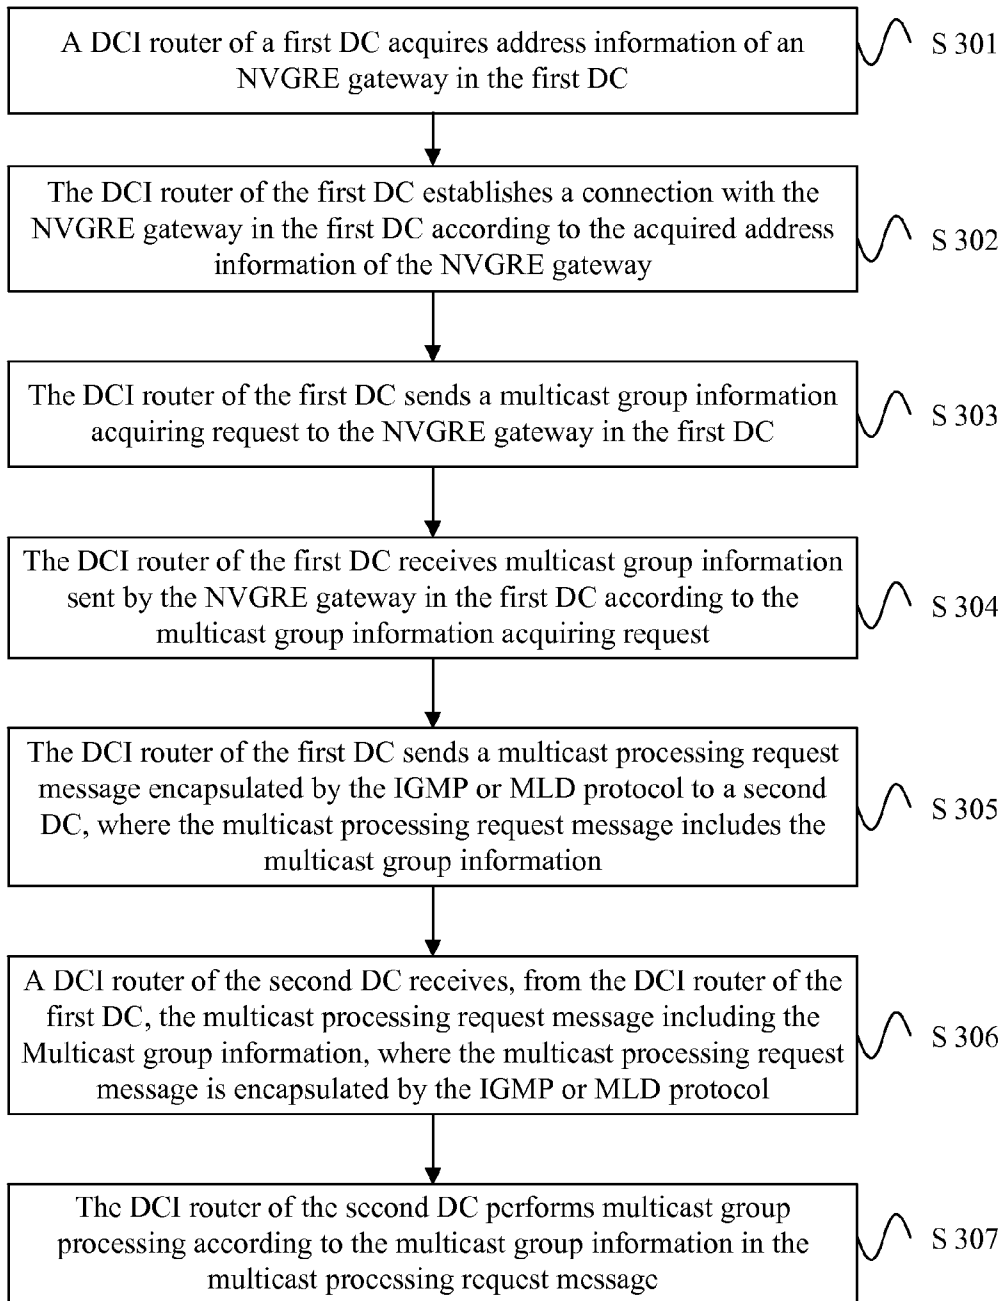 A DCI router of a first DC acquires address information of an
NVGRE gateway in the first DC
S 301
The DCI router of the first DC establishes a connection with the
NVGRE gateway in the first DC according to the acquired address
information of the NVGRE gateway
S 302
The DCI router of the first DC sends a multicast group information
acquiring request to the NVGRE gateway in the first DC
S 303
The DCI router of the first DC receives multicast group information
sent by the NVGRE gateway in the first DC according to the
multicast group information acquiring request
S 304
The DCI router of the first DC sends a multicast processing request
message encapsulated by the IGMP or MLD protocol to a second
DC, where the multicast processing request message includes the
multicast group information
S 305
A DCI router of the second DC receives, from the DCI router of the
first DC, the multicast processing request message including the
Multicast group information, where the multicast processing request
message is encapsulated by the IGMP or MLD protocol
S 306
The DCI router of the second DC performs multicast group
processing according to the multicast group information in the
multicast processing request message
S 307